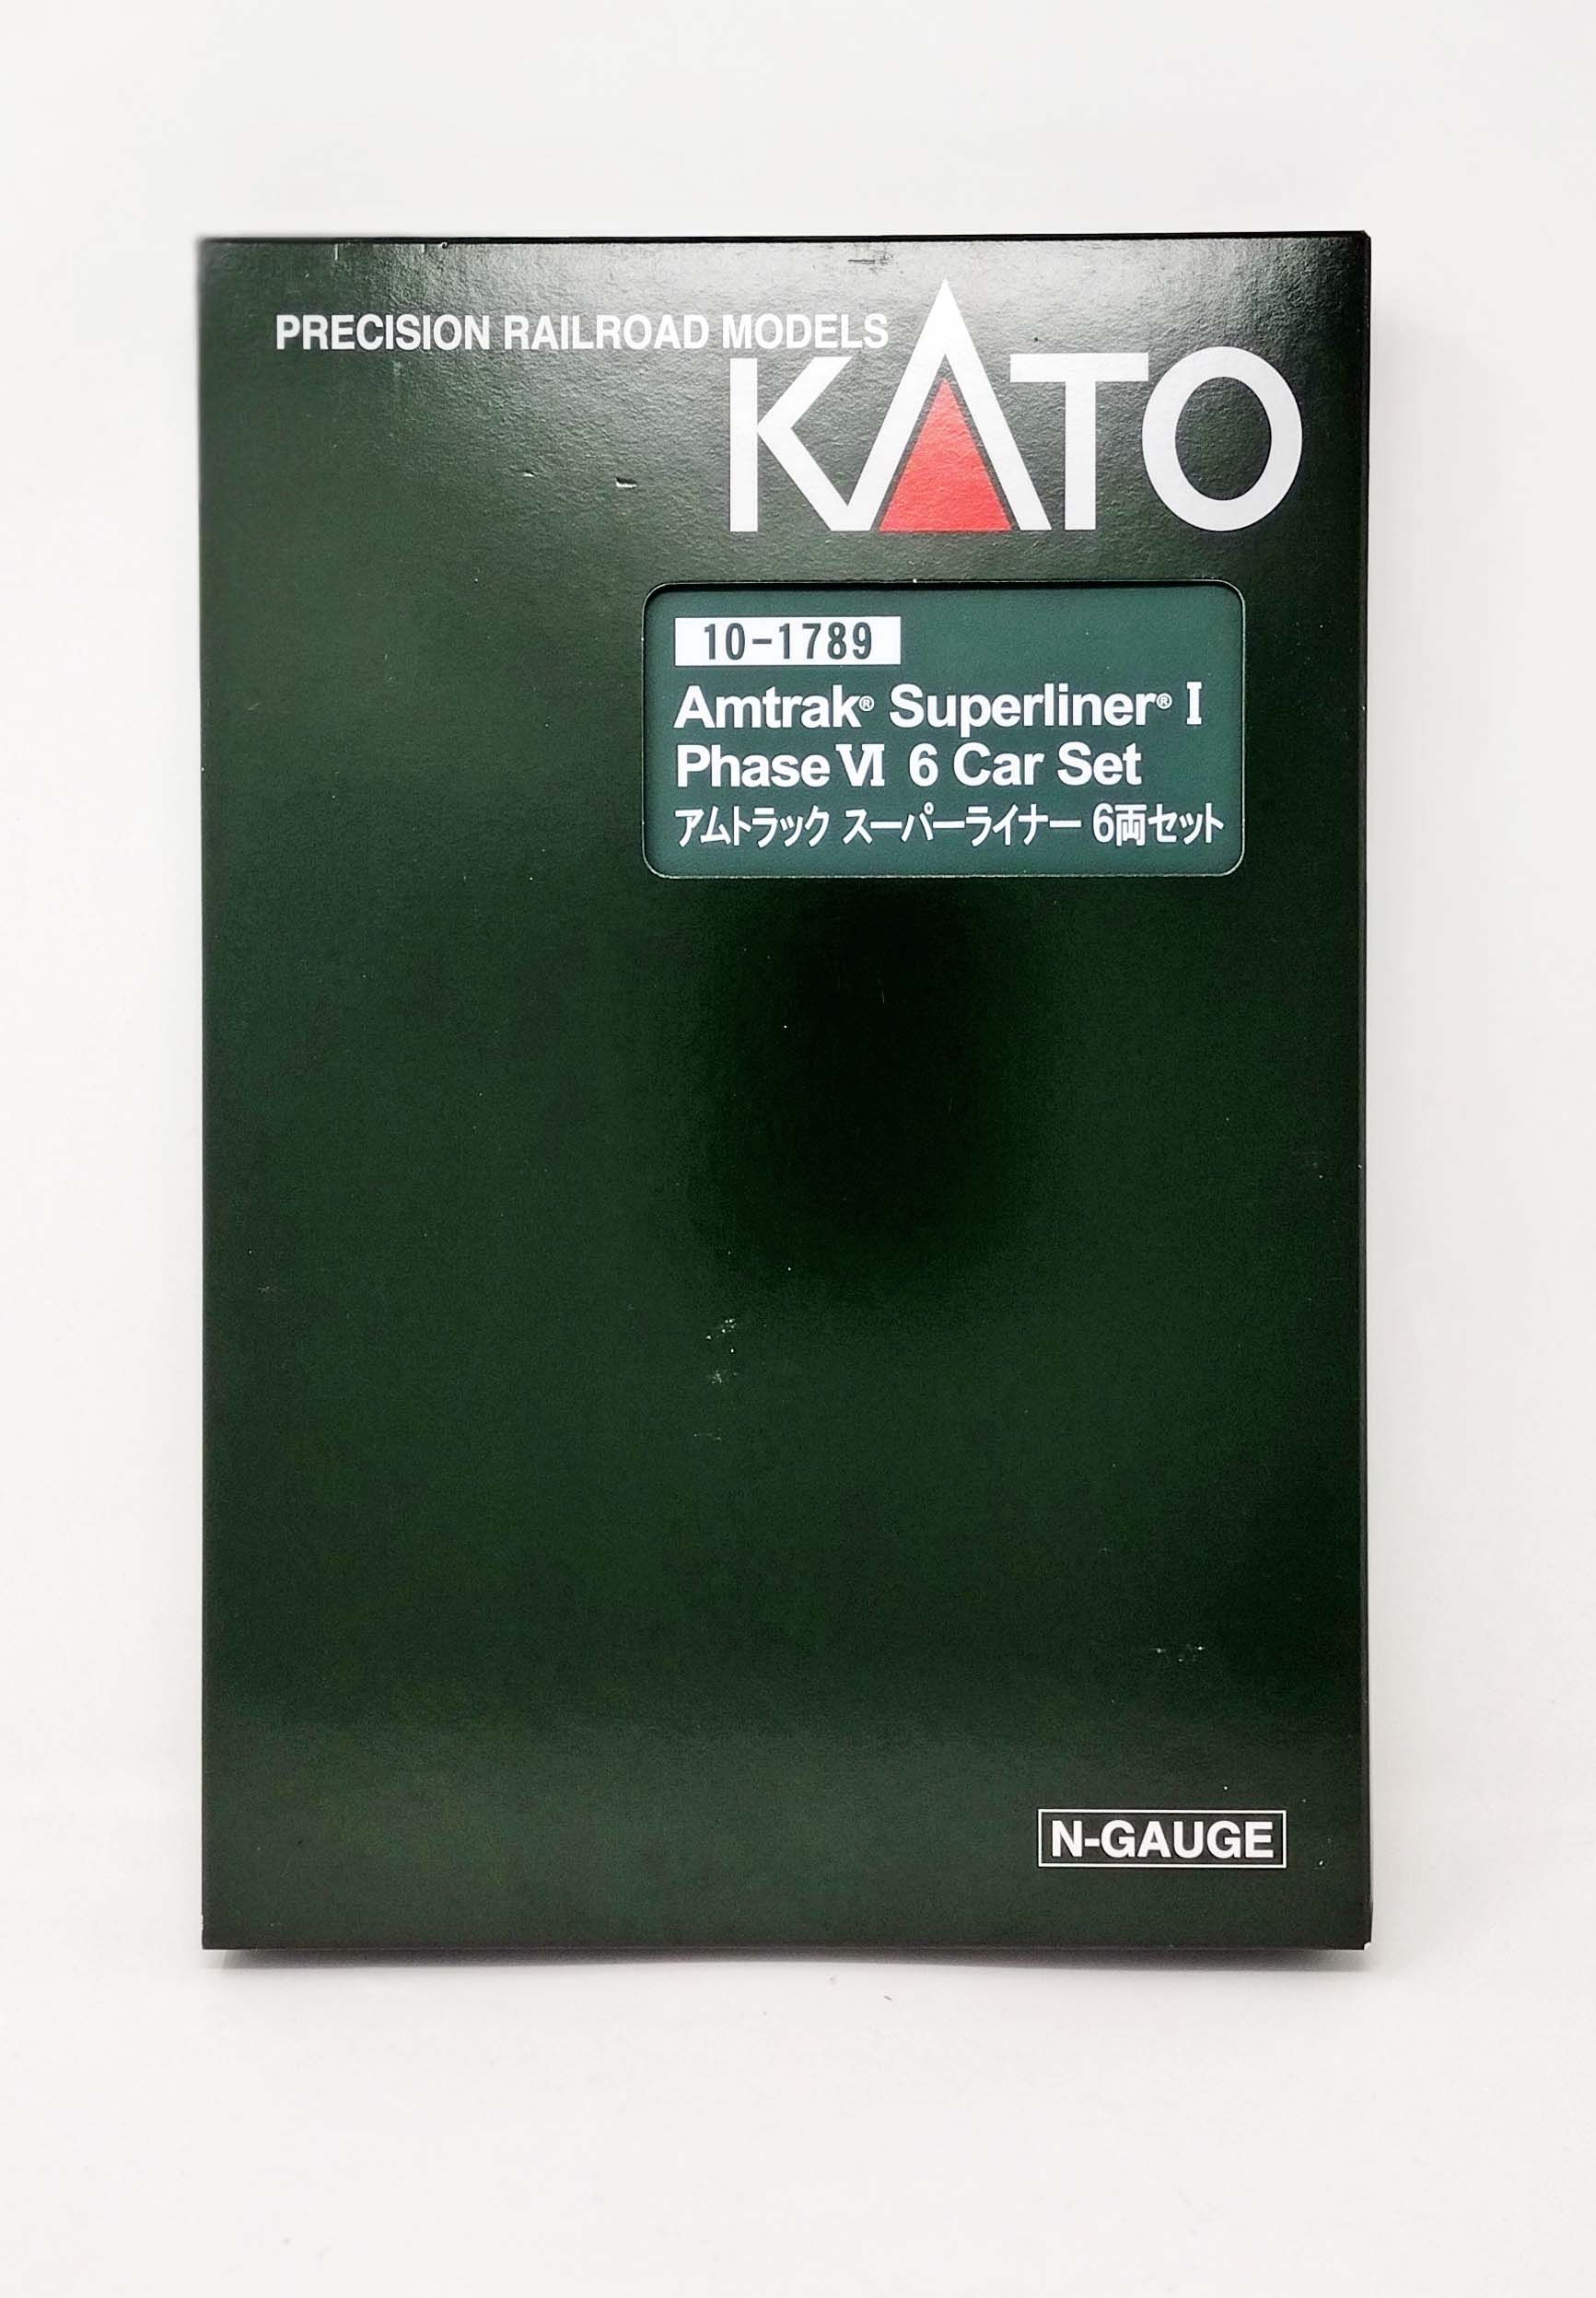 PRECISION RAILROAD MODELS
KATO
10-1789
Amtrak® Superliner® I
Phase VI 6 Car Set
アムトラック スーパーライナー 6両セット
N-GAUGE